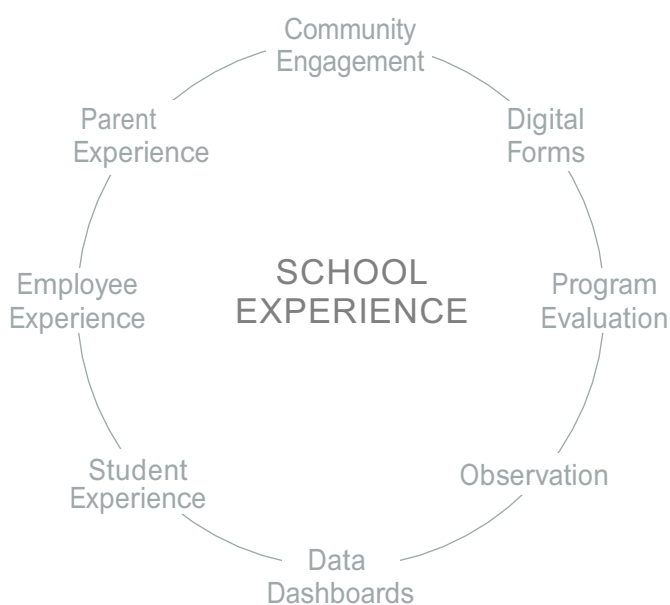 Community
Engagement
Digital
Forms
Program
Evaluation
Observation
Data
Dashboards
Student
Experience
Employee
Experience
Parent
Experience
SCHOOL
EXPERIENCE